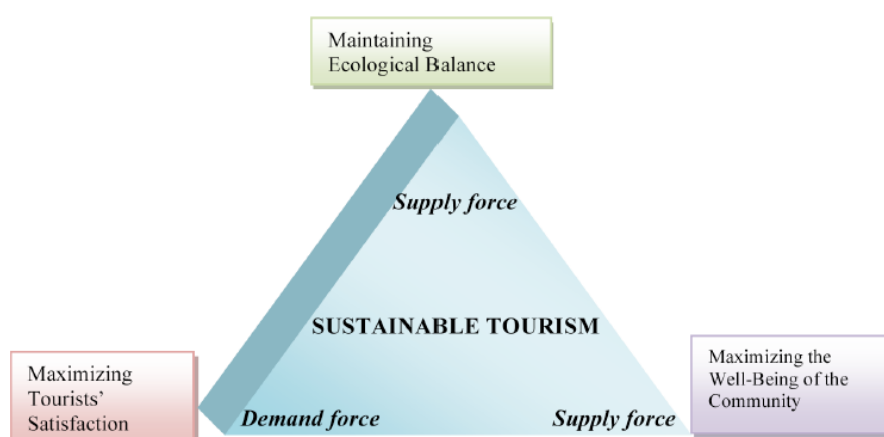 Maintaining
Ecological Balance
Supply force
SUSTAINABLE TOURISM
Maximizing
Tourists’
Satisfaction
Demand force
Supply force
Maximizing the
Well-Being of the
Community